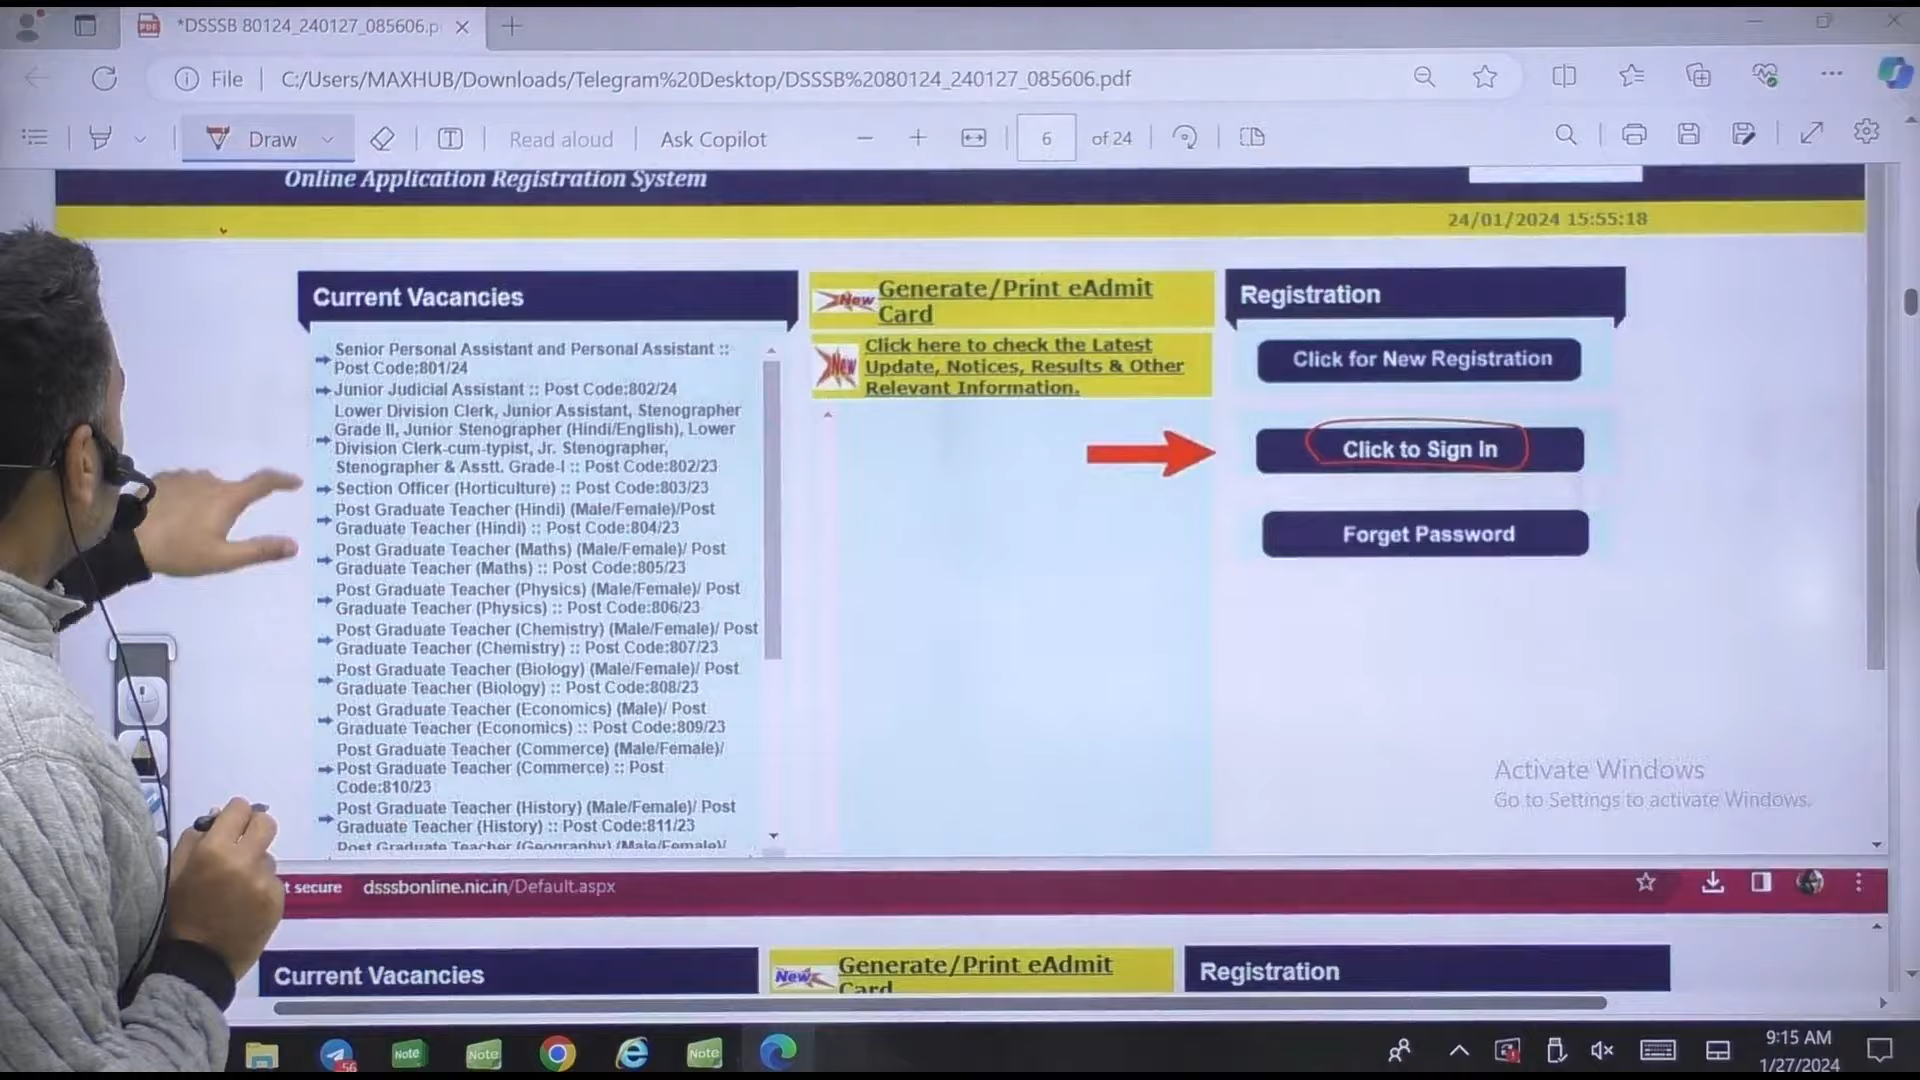 *DSSSB 80124_240127_085606.p
File
C:/Users/MAXHUB/Downloads/Telegram%20Desktop/DSSSB%2080124_240127_085606.pdf
Draw
Read aloud
Ask Copilot
6
of 24
Online Application Registration System
24/01/2024 15:55:18
Current Vacancies
Senior Personal Assistant and Personal Assistant ::
Post Code:801/24
Junior Judicial Assistant :: Post Code:802/24
Lower Division Clerk, Junior Assistant, Stenographer
Grade II, Junior Stenographer (Hindi/English), Lower
Division Clerk-cum-typist, Jr. Stenographer,
Stenographer & Asstt. Grade-I :: Post Code:802/23
Section Officer (Horticulture) :: Post Code:803/23
Post Graduate Teacher (Hindi) (Male/Female)/Post
Graduate Teacher (Hindi) :: Post Code:804/23
Post Graduate Teacher (Maths) (Male/Female)/ Post
Graduate Teacher (Maths) :: Post Code:805/23
Post Graduate Teacher (Physics) (Male/Female)/ Post
Graduate Teacher (Physics) :: Post Code:806/23
Post Graduate Teacher (Chemistry) (Male/Female)/ Post
Graduate Teacher (Chemistry) :: Post Code:807/23
Post Graduate Teacher (Biology) (Male/Female)/ Post
Graduate Teacher (Biology) :: Post Code:808/23
Post Graduate Teacher (Economics) (Male)/ Post
Graduate Teacher (Economics) :: Post Code:809/23
Post Graduate Teacher (Commerce) (Male/Female)/
Post Graduate Teacher (Commerce) :: Post
Code:810/23
Post Graduate Teacher (History) (Male/Female)/ Post
Graduate Teacher (History) :: Post Code:811/23
Post Graduate Teacher (Geography) (Male/Female)/
New
Generate/Print eAdmit
Card
New
Click here to check the Latest
Update, Notices, Results & Other
Relevant Information.
Registration
Click for New Registration
Click to Sign In
Forget Password
Activate Windows
Go to Settings to activate Windows.
t secure
dsssbonline.nic.in/Default.aspx
Current Vacancies
New
Generate/Print eAdmit
Card
Registration
56
Note
Note
Note
9:15 AM
1/27/2024